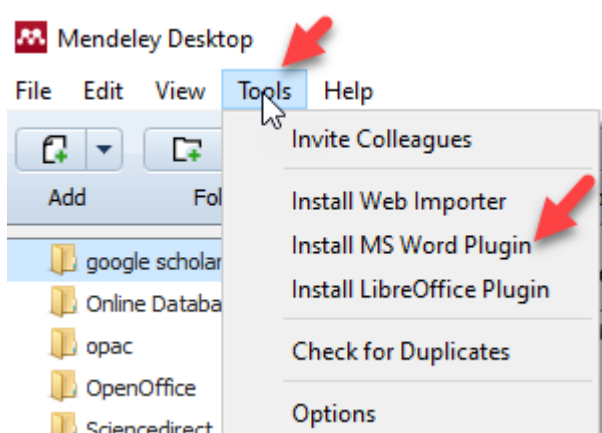 Mendeley Desktop
File Edit View Tools Help
Invite Colleagues
Add
Install Web Importer
google scholar
Install MS Word Plugin
Online
Install LibreOffice Plugin
opac
Check for Duplicates
OpenOffice
Options
Sciencedirect